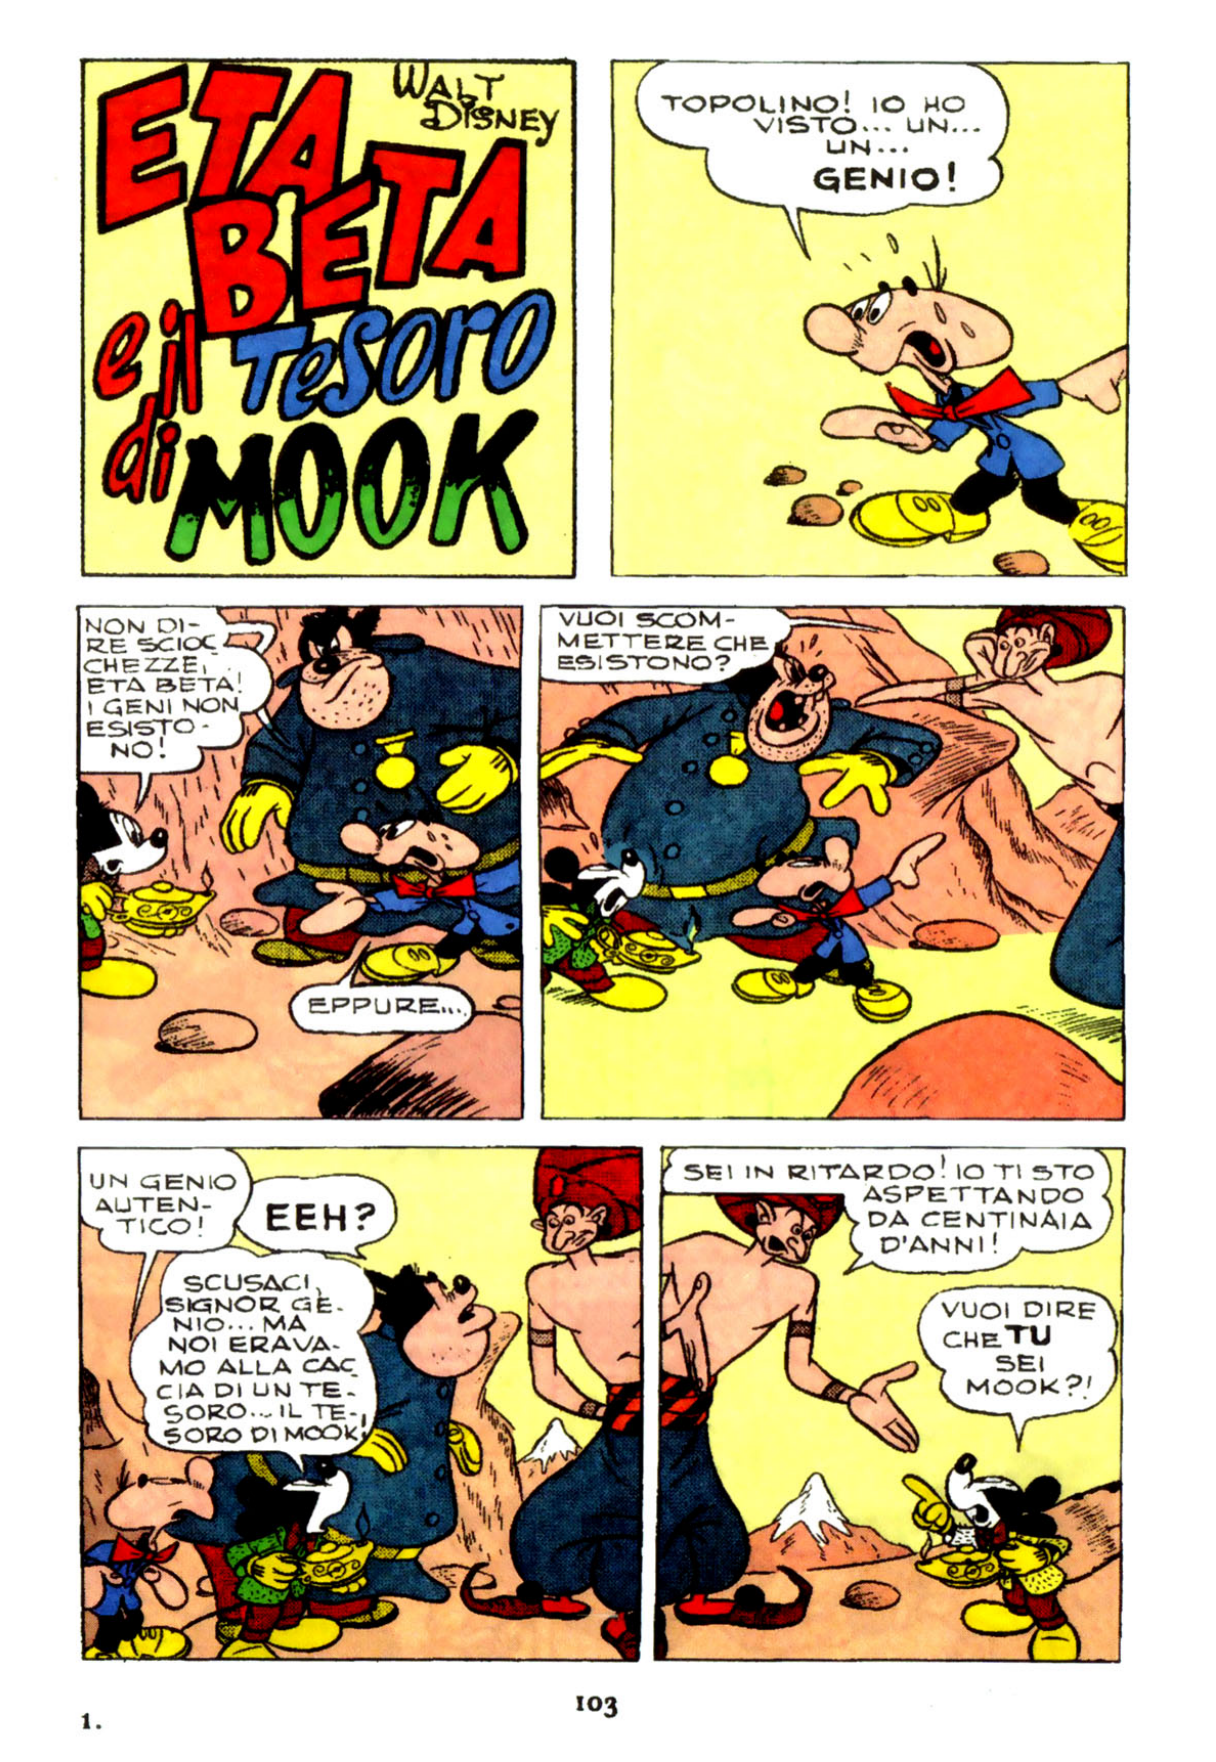 WALT
DISNEY
ETA
BETA
e il Tesoro
di MOOK
TOPOLINO! IO HO
VISTO... UN...
UN...
GENIO!
NON DI-
RE SCIOC
CHEZZE,
ETA BETA!
I GENI NON
ESISTO-
NO!
EPPURE...
VUOI SCOM-
METTERE CHE
ESISTONO?
UN GENIO
AUTEN-
TICO!
EEH?
SCUSACI,
SIGNOR GE-
NIO... MA
NOI ERAVA-
MO ALLA CAC
CIA DI UN TE-
SORO... IL TE-
SORO DI MOOK!
SEI IN RITARDO! IO TI STO
ASPETTANDO
DA CENTINAIA
D'ANNI!
VUOI DIRE
CHE TU
SEI
MOOK?!
103
1.